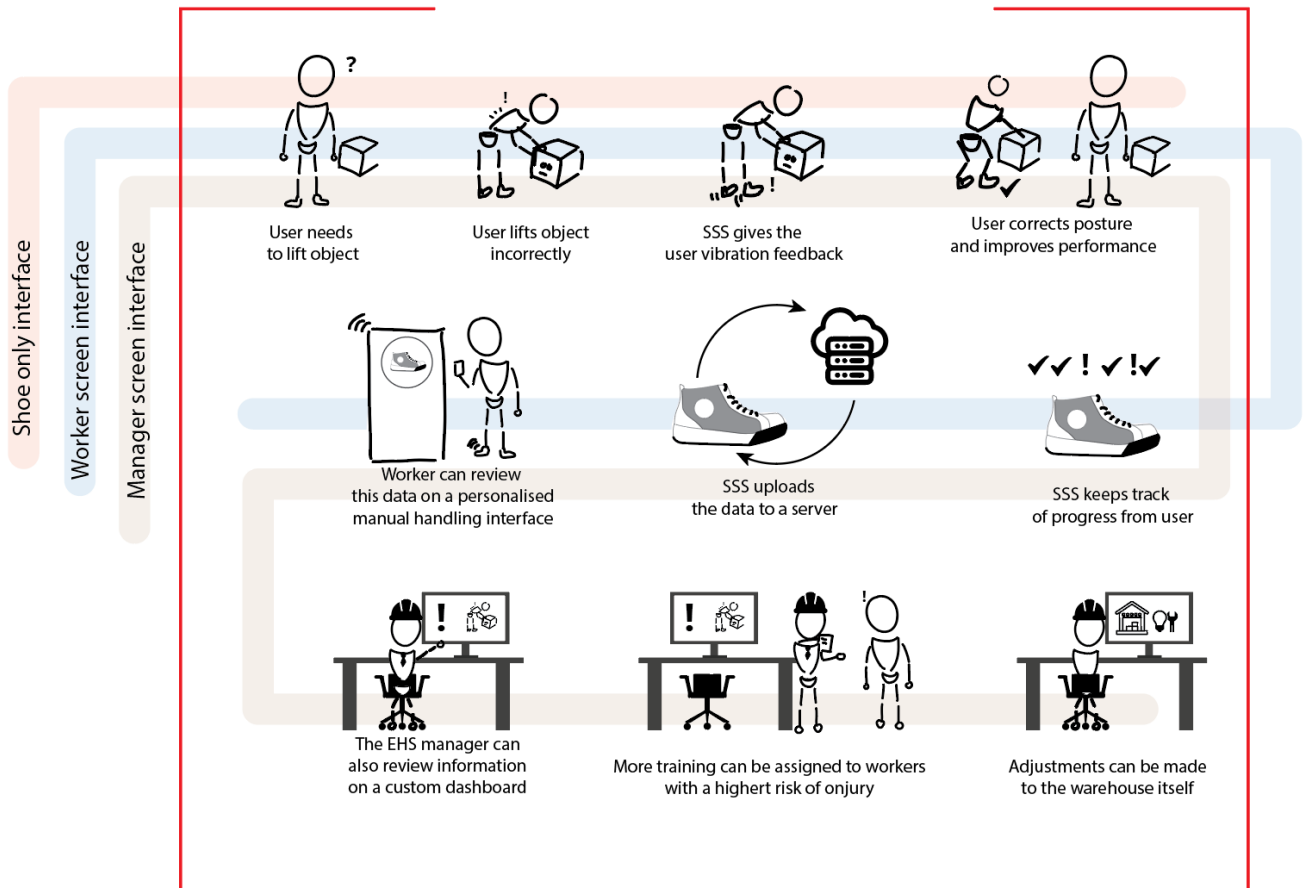 ?
!
!
User needs
to lift object
User lifts object
incorrectly
SSS gives the
user vibration feedback
User corrects posture
and improves performance
Shoe only interface
Worker screen interface
Manager screen interface
! !
Worker can review
this data on a personalised
manual handling interface
SSS uploads
the data to a server
SSS keeps track
of progress from user
!
!
!
The EHS manager can
also review information
on a custom dashboard
More training can be assigned to workers
with a highert risk of onjury
Adjustments can be made
to the warehouse itself